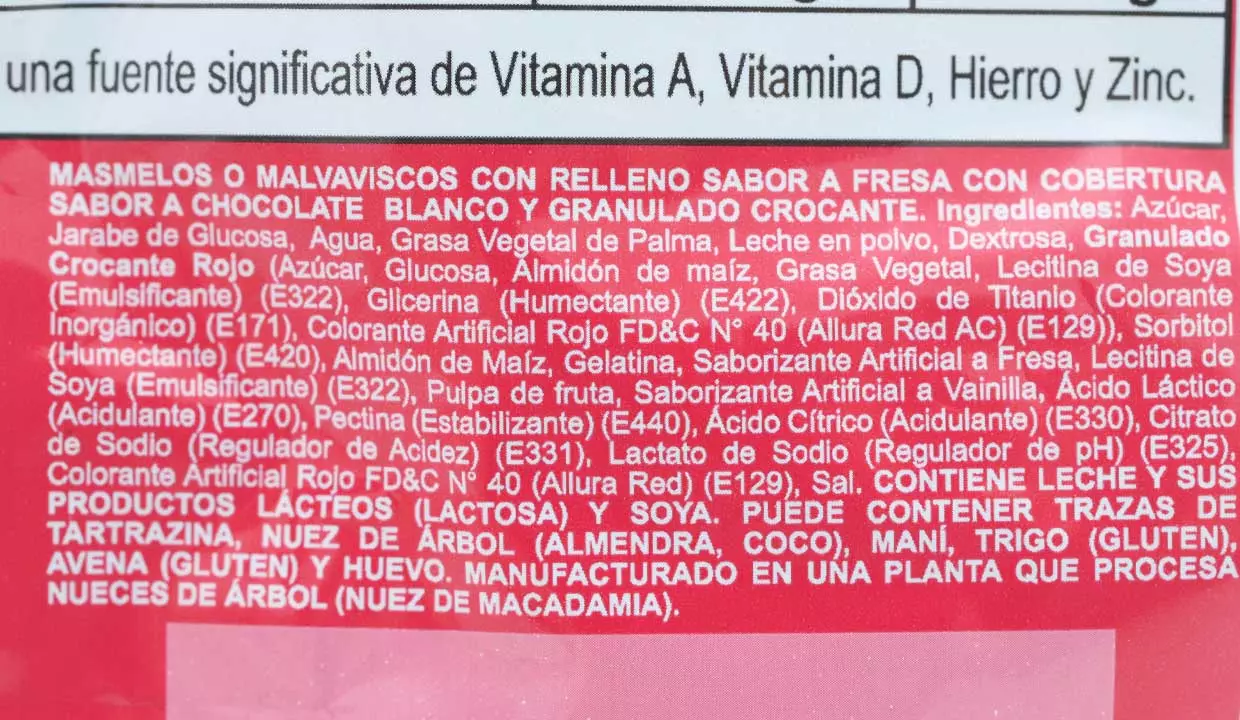 una fuente significativa de Vitamina A, Vitamina D, Hierro y Zinc.
MASMELOS O MALVAVISCOS CON RELLENO SABOR A FRESA CON COBERTURA
SABOR A CHOCOLATE BLANCO Y GRANULADO CROCANTE. Ingredientes: Azúcar,
Jarabe de Glucosa, Agua, Grasa Vegetal de Palma, Leche en polvo, Dextrosa, Granulado
Crocante Rojo (Azúcar, Glucosa, Almidón de maíz, Grasa Vegetal, Lecitina de Soya
(Emulsificante) (E322), Glicerina (Humectante) (E422), Dióxido de Titanio (Colorante
Inorgánico) (E171), Colorante Artificial Rojo FD&C N° 40 (Allura Red AC) (E129)), Sorbitol
(Humectante) (E420), Almidón de Maíz, Gelatina, Saborizante Artificial a Fresa, Lecitina de
Soya (Emulsificante) (E322), Pulpa de fruta, Saborizante Artificial a Vainilla, Ácido Láctico
(Acidulante) (E270), Pectina (Estabilizante) (E440), Ácido Cítrico (Acidulante) (E330), Citrato
de Sodio (Regulador de Acidez) (E331), Lactato de Sodio (Regulador de pH) (E325),
Colorante Artificial Rojo FD&C N° 40 (Allura Red) (E129), Sal. CONTIENE LECHE Y SUS
PRODUCTOS LÁCTEOS (LACTOSA) Y SOYA. PUEDE CONTENER TRAZAS DE
TARTRAZINA, NUEZ DE ÁRBOL (ALMENDRA, COCO), MANÍ, TRIGO (GLUTEN),
AVENA (GLUTEN) Y HUEVO. MANUFACTURADO EN UNA PLANTA QUE PROCESA
NUECES DE ÁRBOL (NUEZ DE MACADAMIA).